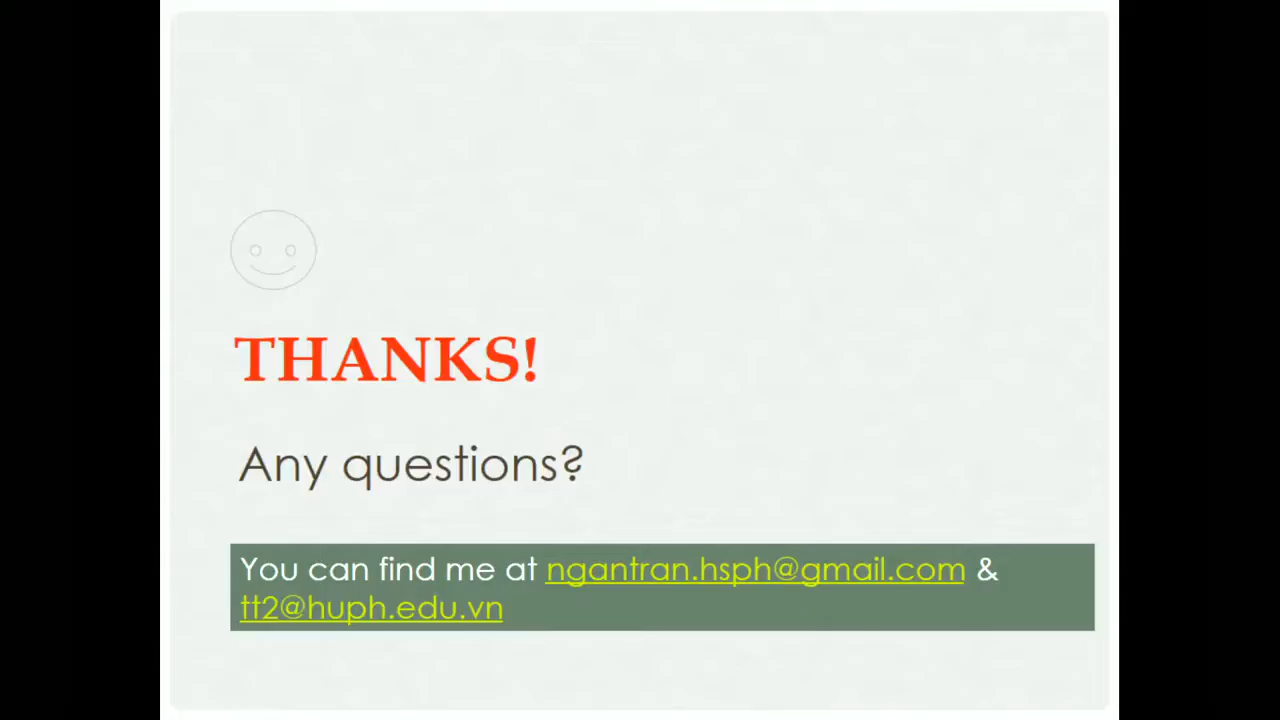 THANKS!
Any questions?
You can find me at ngantran.hsph@gmail.com &
tt2@huph.edu.vn